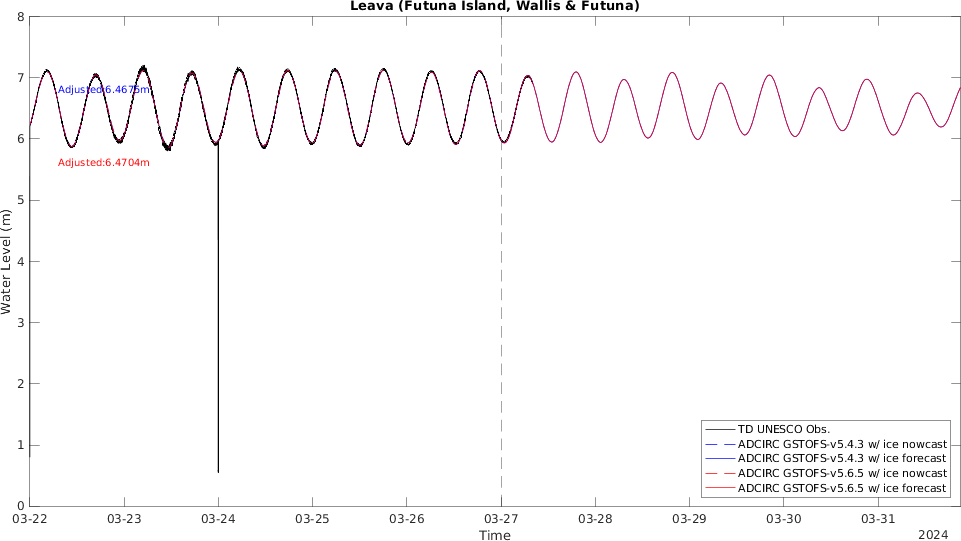 Leava (Futuna Island, Wallis & Futuna)
8
7
6
5
4
3
2
1
0
Water Level (m)
Adjusted:6.4675m
Adjusted:6.4704m
TD UNESCO Obs.
ADCIRC GSTOFS-v5.4.3 w/ ice nowcast
ADCIRC GSTOFS-v5.4.3 w/ ice forecast
ADCIRC GSTOFS-v5.6.5 w/ ice nowcast
ADCIRC GSTOFS-v5.6.5 w/ ice forecast
03-22 03-23 03-24 03-25 03-26 03-27 03-28 03-29 03-30 03-31
Time
2024